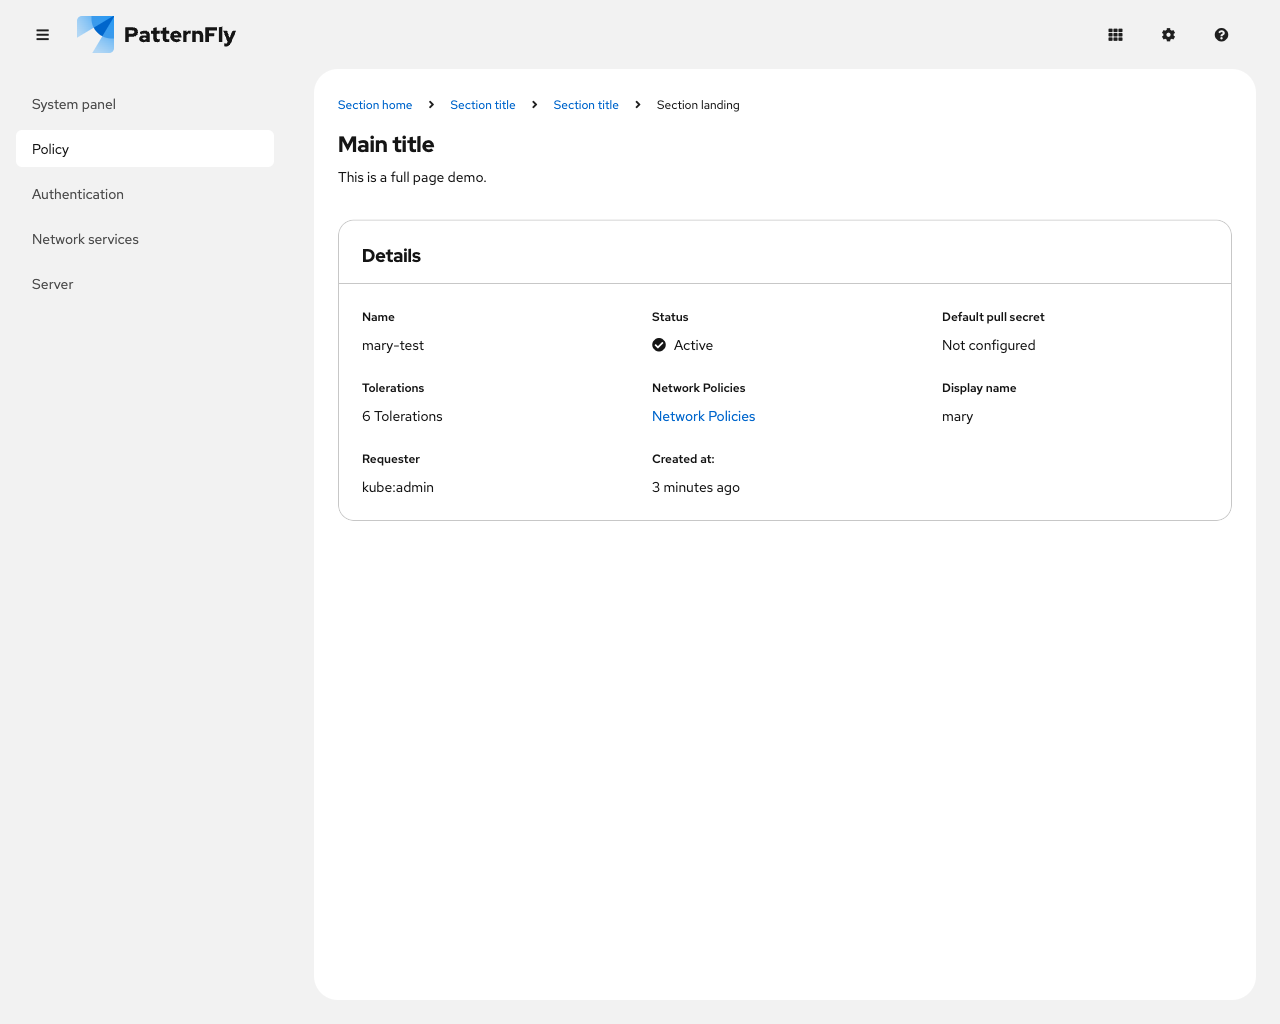 PatternFly
System panel
Policy
Authentication
Network services
Server
Section home Section title Section title Section landing
Main title
This is a full page demo.
Details
Name
mary-test
Status
Active
Default pull secret
Not configured
Tolerations
6 Tolerations
Network Policies
Network Policies
Display name
mary
Requester
kube:admin
Created at:
3 minutes ago